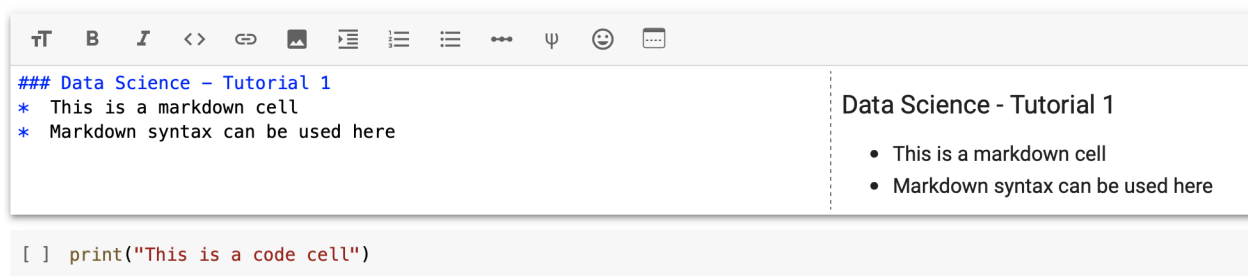 ### Data Science - Tutorial 1
* This is a markdown cell
* Markdown syntax can be used here
Data Science - Tutorial 1
• This is a markdown cell
• Markdown syntax can be used here
[ ] print("This is a code cell")